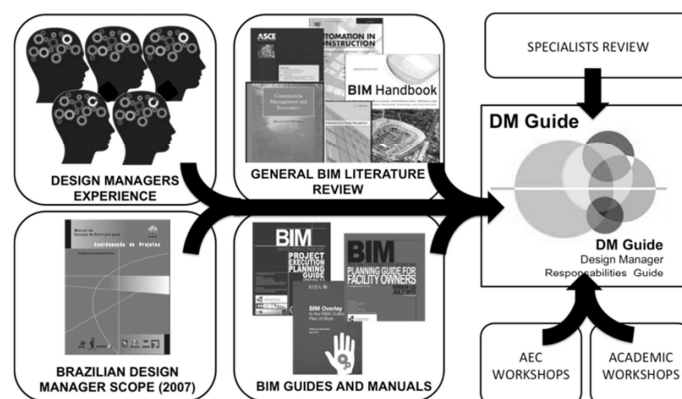 DESIGN MANAGERS
EXPERIENCE
ASCE
AUTOMATION IN
CONSTRUCTION
BIM Handbook
Construction
Management and
Economics
GENERAL BIM LITERATURE
REVIEW
SPECIALISTS REVIEW
DM Guide
DM Guide
Design Manager
Responsabilities Guide
Coordenação de Projetos
BRAZILIAN DESIGN
MANAGER SCOPE (2007)
BIM
PROJECT
EXECUTION
PLANNING
GUIDE
BIM
PLANNING GUIDE FOR
FACILITY OWNERS
RIBA
BIM Overlay
to the RIBA Outline
Plan of Work
BIM GUIDES AND MANUALS
AEC
WORKSHOPS
ACADEMIC
WORKSHOPS